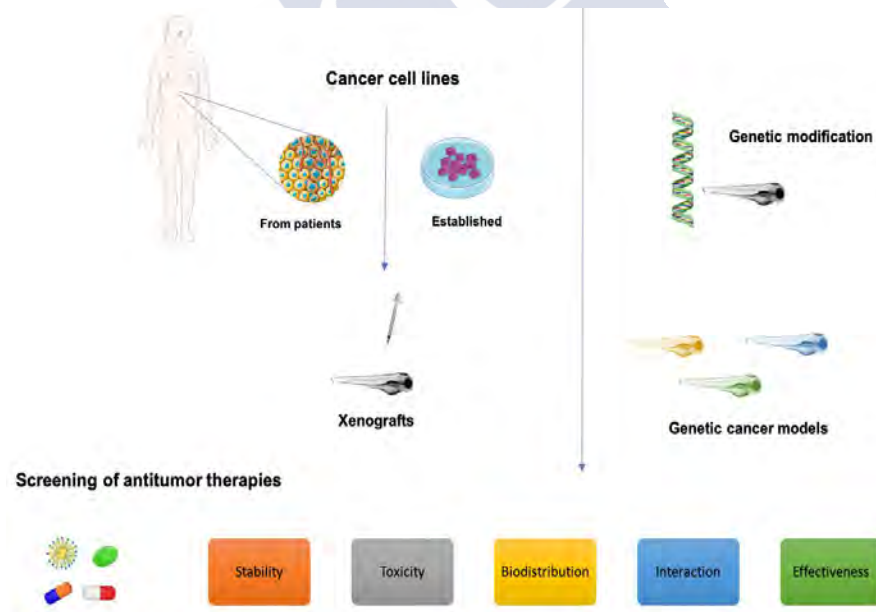 Cancer cell lines
Genetic modification
From patients
Established
Xenografts
Genetic cancer models
Screening of antitumor therapies
Stability
Toxicity
Biodistribution
Interaction
Effectiveness